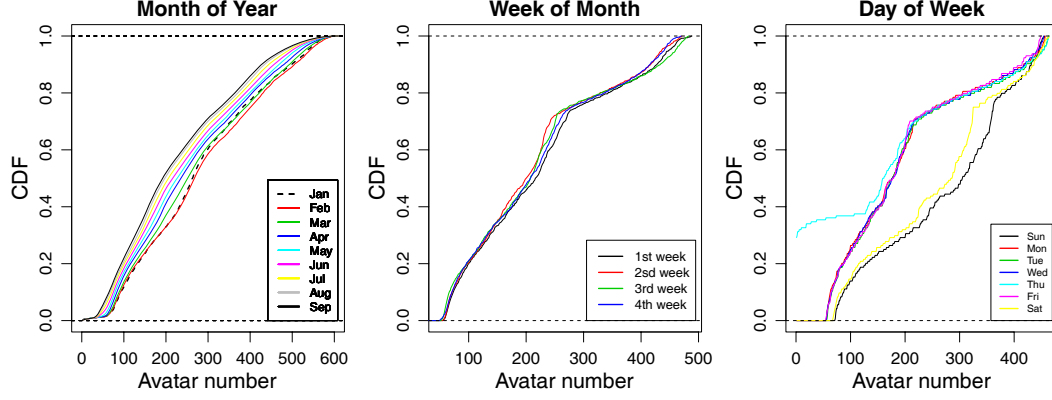 Month of Year
CDF
0.0 0.2 0.4 0.6 0.8 1.0
Jan
Feb
Mar
Apr
May
Jun
Jul
Aug
Sep
0 100 200 300 400 500 600
Avatar number
Week of Month
CDF
0.0 0.2 0.4 0.6 0.8 1.0
1st week
2sd week
3rd week
4th week
100 200 300 400 500
Avatar number
Day of Week
CDF
0.0 0.2 0.4 0.6 0.8 1.0
Sun
Mon
Tue
Wed
Thu
Fri
Sat
0 100 200 300 400
Avatar number